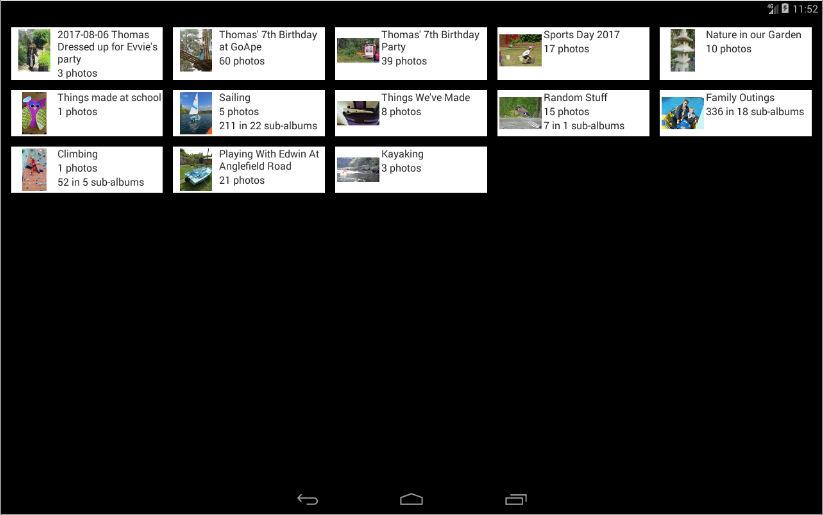 11:52
2017-08-06 Thomas
Dressed up for Evvie's
party
3 photos
Thomas' 7th Birthday
at GoApe
60 photos
Thomas' 7th Birthday
Party
39 photos
Sports Day 2017
17 photos
Nature in our Garden
10 photos
Things made at school
1 photos
Sailing
5 photos
211 in 22 sub-albums
Things We've Made
8 photos
Random Stuff
15 photos
7 in 1 sub-albums
Family Outings
336 in 18 sub-albums
Climbing
1 photos
52 in 5 sub-albums
Playing With Edwin At
Anglefield Road
21 photos
Kayaking
3 photos